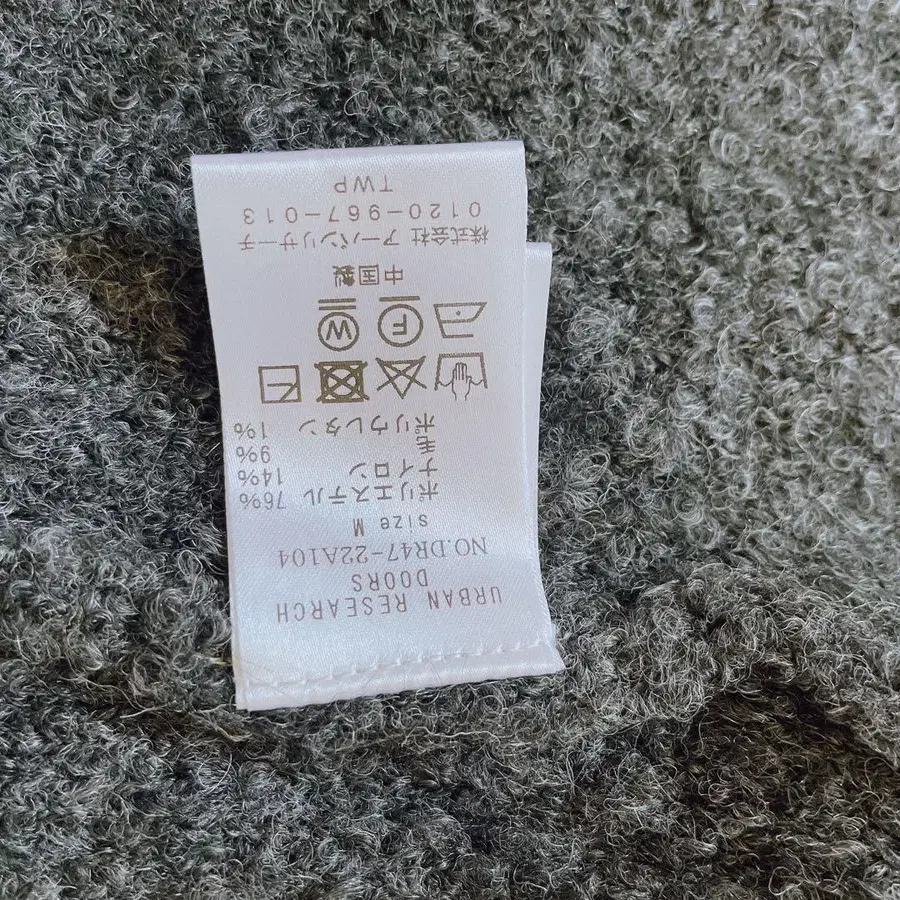 URBAN RESEARCH
DOORS
NO.DR47-22A104
size M
ポリエステル 76%
ナイロン 14%
毛 9%
ポリウレタン 1%
F W
中国製
株式会社 アーバンリサーチ
0120-967-013
TWP